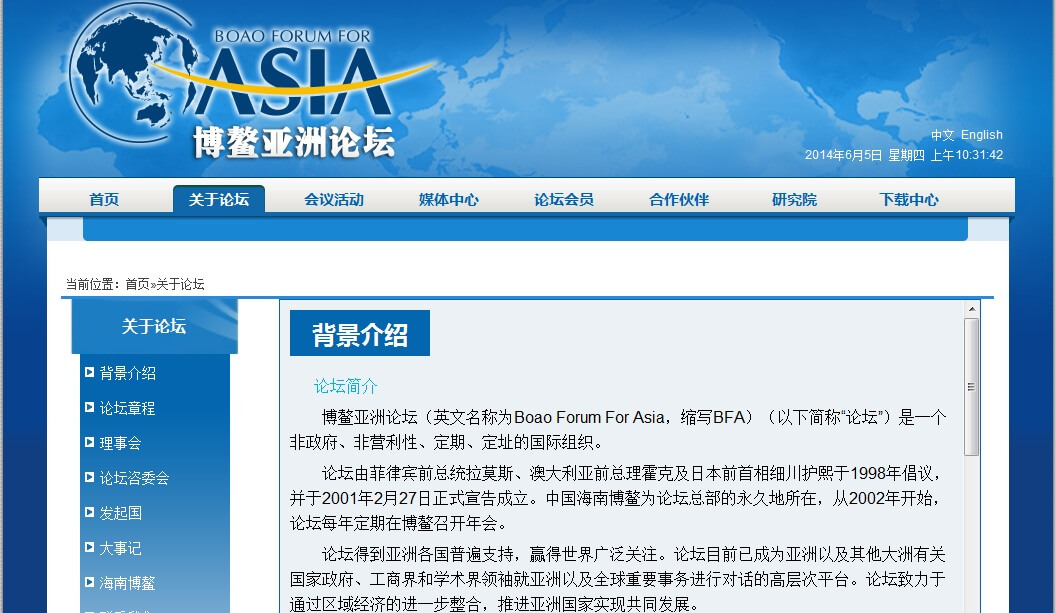 BOAO FORUM FOR
ASIA
博鳌亚洲论坛
中文 English
2014年6月5日 星期四 上午10:31:42
首页 关于论坛 会议活动 媒体中心 论坛会员 合作伙伴 研究院 下载中心
当前位置：首页»关于论坛
关于论坛
背景介绍
论坛章程
理事会
论坛咨委会
发起国
大事记
海南博鳌
背景介绍
论坛简介
博鳌亚洲论坛（英文名称为Boao Forum For Asia，缩写BFA）（以下简称“论坛”）是一个
非政府、非营利性、定期、定址的国际组织。
论坛由菲律宾前总统拉莫斯、澳大利亚前总理霍克及日本前首相细川护熙于1998年倡议，
并于2001年2月27日正式宣告成立。中国海南博鳌为论坛总部的永久地所在，从2002年开始，
论坛每年定期在博鳌召开年会。
论坛得到亚洲各国普遍支持，赢得世界广泛关注。论坛目前已成为亚洲以及其他大洲有关
国家政府、工商界和学术界领袖就亚洲以及全球重要事务进行对话的高层次平台。论坛致力于
通过区域经济的进一步整合，推进亚洲国家实现共同发展。